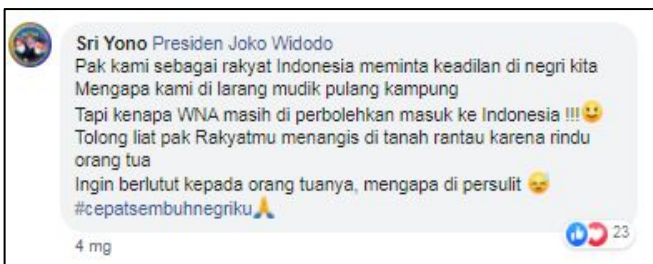 Sri Yono Presiden Joko Widodo
Pak kami sebagai rakyat Indonesia meminta keadilan di negri kita
Mengapa kami di larang mudik pulang kampung
Tapi kenapa WNA masih di perbolehkan masuk ke Indonesia !!!😃
Tolong liat pak Rakyatmu menangis di tanah rantau karena rindu
orang tua
Ingin berlutut kepada orang tuanya, mengapa di persulit 😴
#cepatsembuhnegriku🙏
23
4 mg